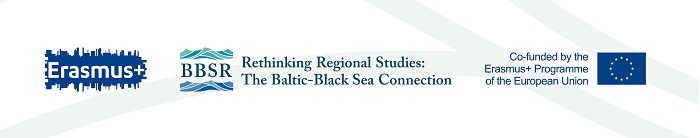 Erasmus+
BBSR
Rethinking Regional Studies:
The Baltic-Black Sea Connection
Co-funded by the
Erasmus+ Programme
of the European Union